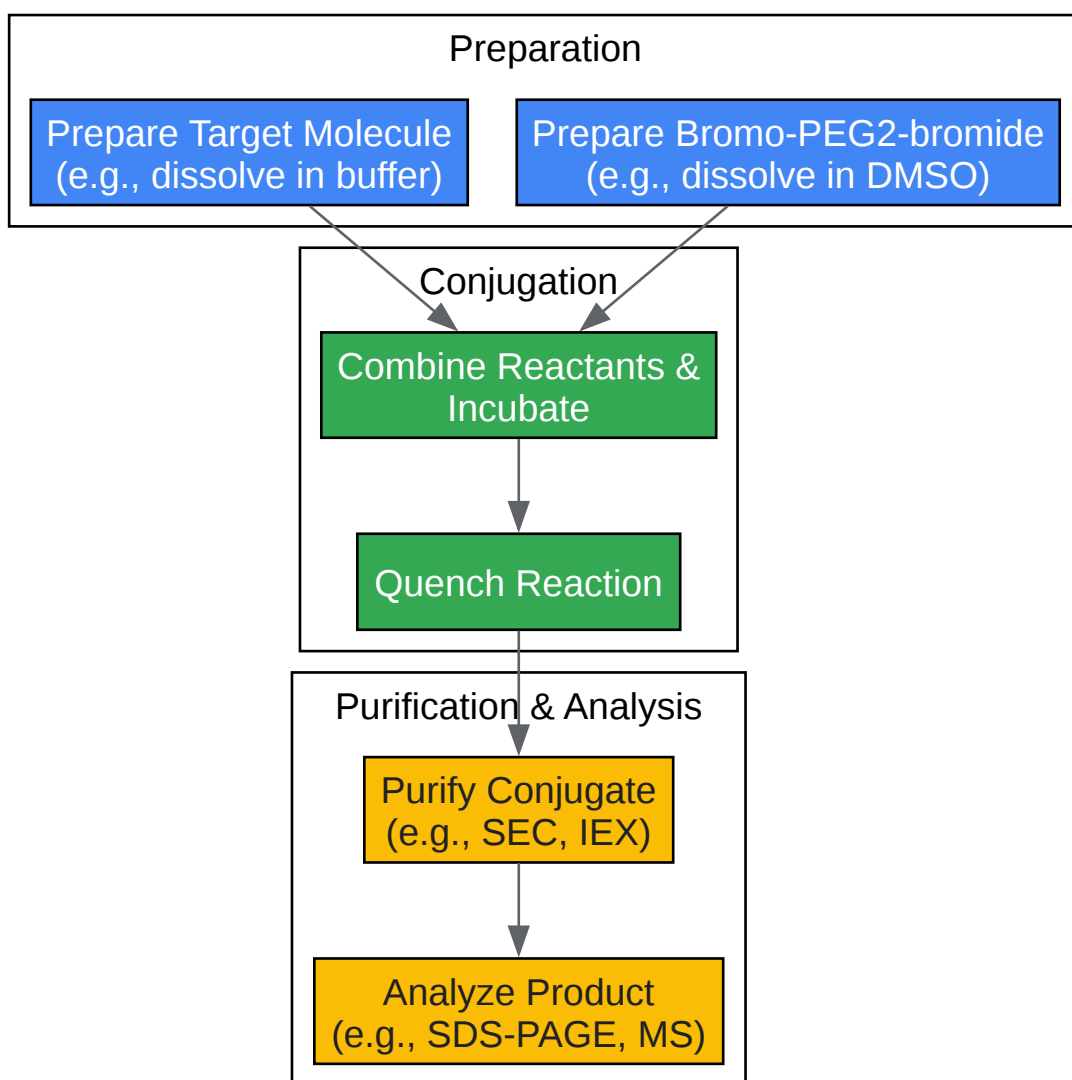 Preparation
Prepare Target Molecule
(e.g., dissolve in buffer)
Prepare Bromo-PEG2-bromide
(e.g., dissolve in DMSO)
Conjugation
Combine Reactants &
Incubate
Quench Reaction
Purification & Analysis
Purify Conjugate
(e.g., SEC, IEX)
Analyze Product
(e.g., SDS-PAGE, MS)